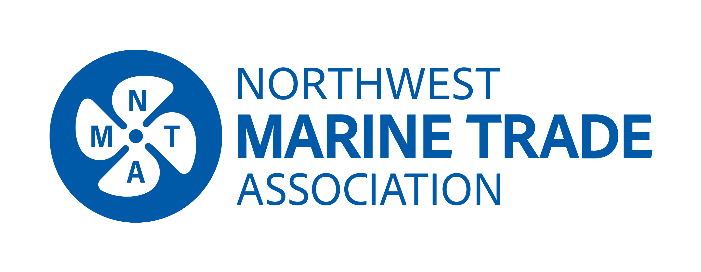 N
M T
A
NORTHWEST
MARINE TRADE
ASSOCIATION